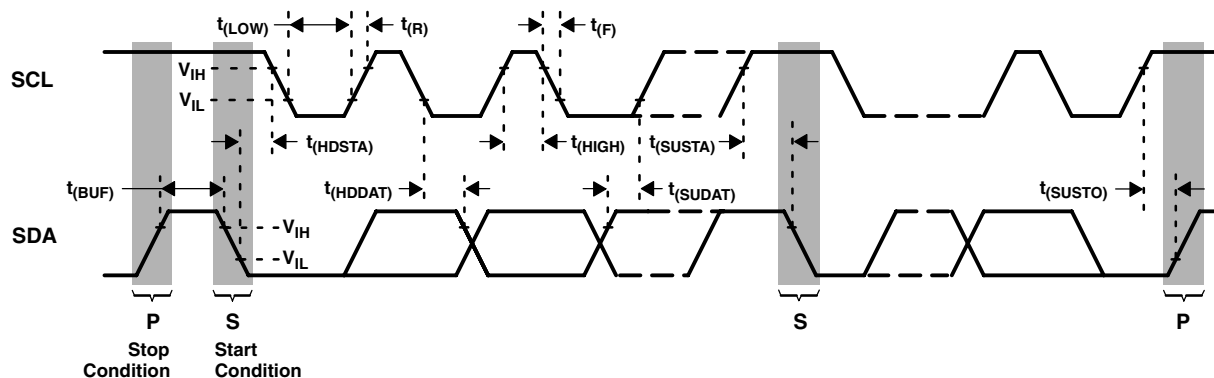 t(LOW) t(R) t(F)
SCL
VIH
VIL
t(HDSTA) t(HIGH) t(SUSTA)
t(BUF) t(HDDAT) t(SUDAT) t(SUSTO)
SDA
VIH
VIL
P S S P
Stop Condition
Start Condition